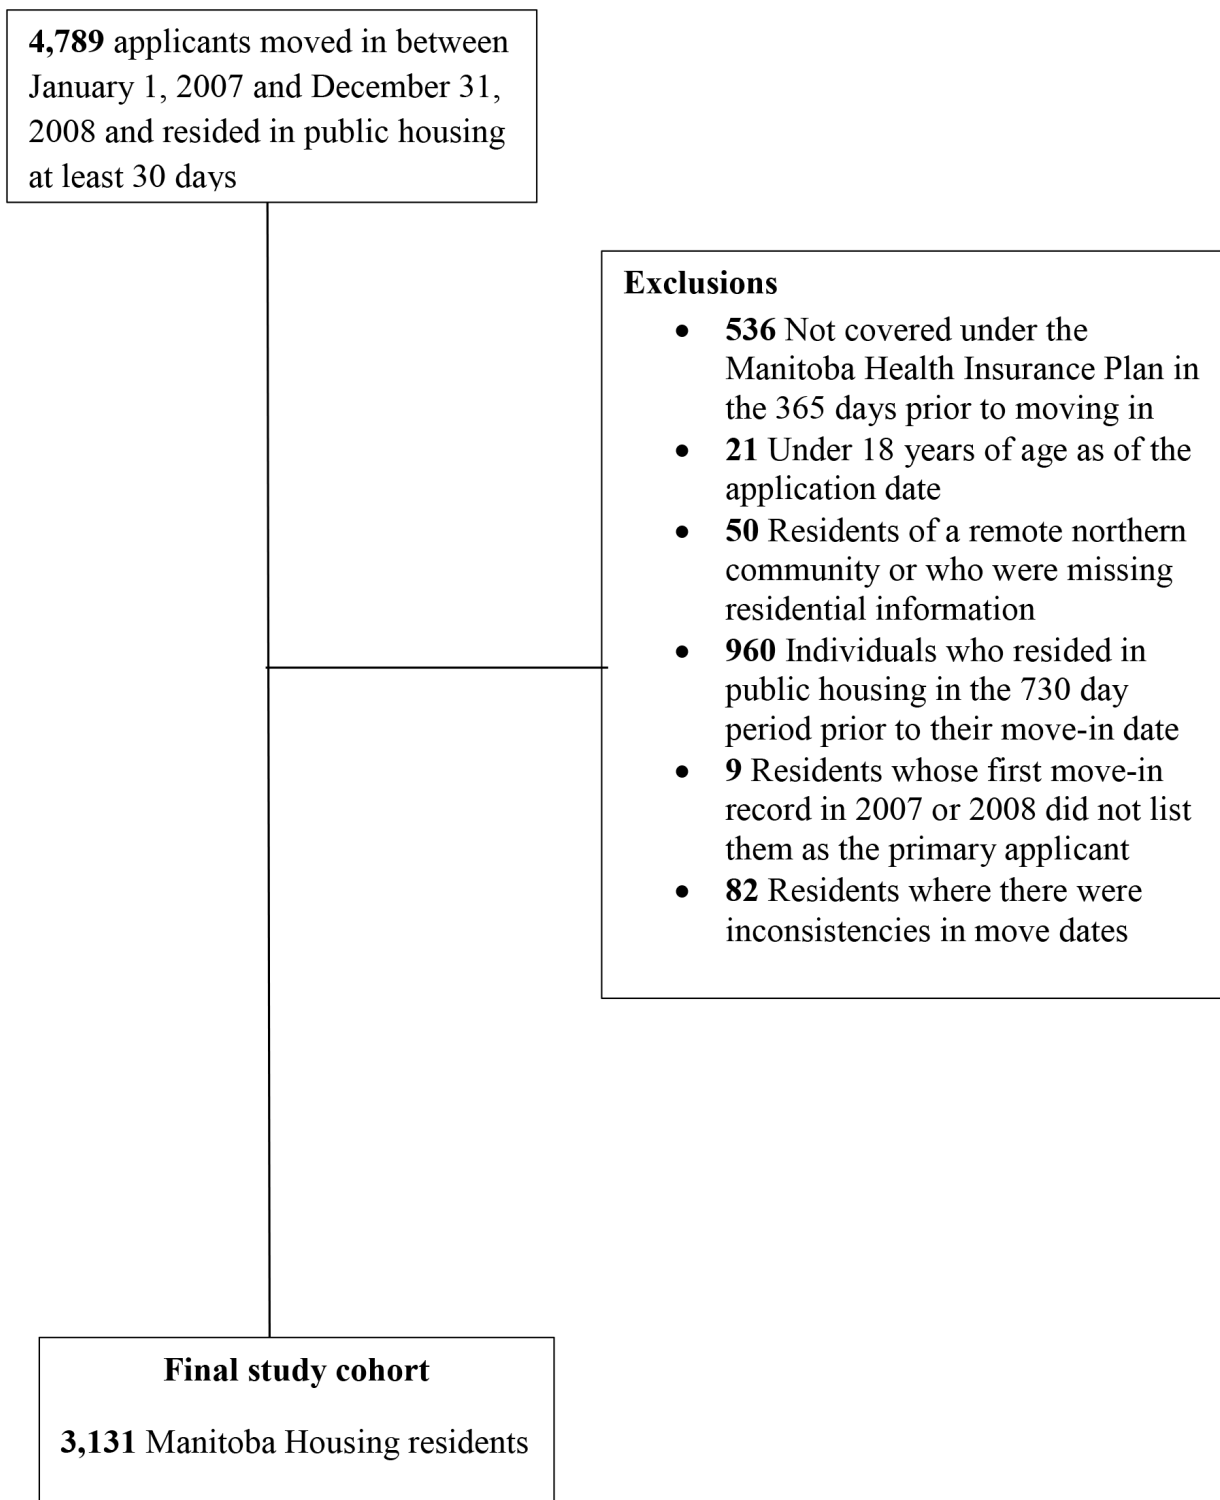 4,789 applicants moved in between
January 1, 2007 and December 31,
2008 and resided in public housing
at least 30 days
Exclusions
• 536 Not covered under the
Manitoba Health Insurance Plan in
the 365 days prior to moving in
• 21 Under 18 years of age as of the
application date
• 50 Residents of a remote northern
community or who were missing
residential information
• 960 Individuals who resided in
public housing in the 730 day
period prior to their move-in date
• 9 Residents whose first move-in
record in 2007 or 2008 did not list
them as the primary applicant
• 82 Residents where there were
inconsistencies in move dates
Final study cohort
3,131 Manitoba Housing residents